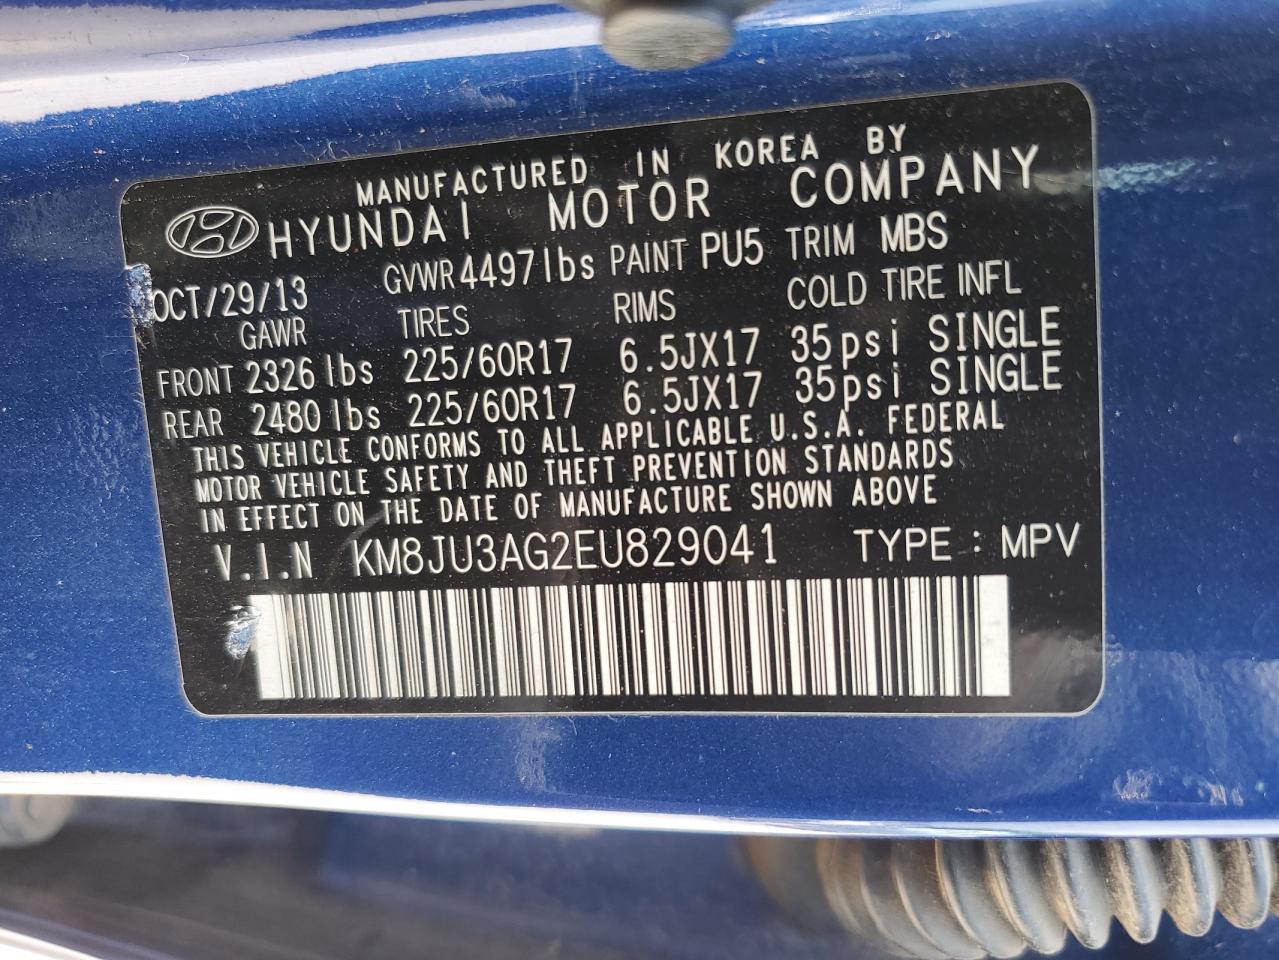 MANUFACTURED IN KOREA BY
HYUNDAI MOTOR COMPANY
OCT/29/13 GVWR 4497 lbs PAINT PU5 TRIM MBS
GAWR TIRES RIMS COLD TIRE INFL
FRONT 2326 lbs 225/60R17 6.5JX17 35psi SINGLE
REAR 2480 lbs 225/60R17 6.5JX17 35psi SINGLE
THIS VEHICLE CONFORMS TO ALL APPLICABLE U.S.A. FEDERAL
MOTOR VEHICLE SAFETY AND THEFT PREVENTION STANDARDS
IN EFFECT ON THE DATE OF MANUFACTURE SHOWN ABOVE
V.I.N KM8JU3AG2EU829041 TYPE : MPV